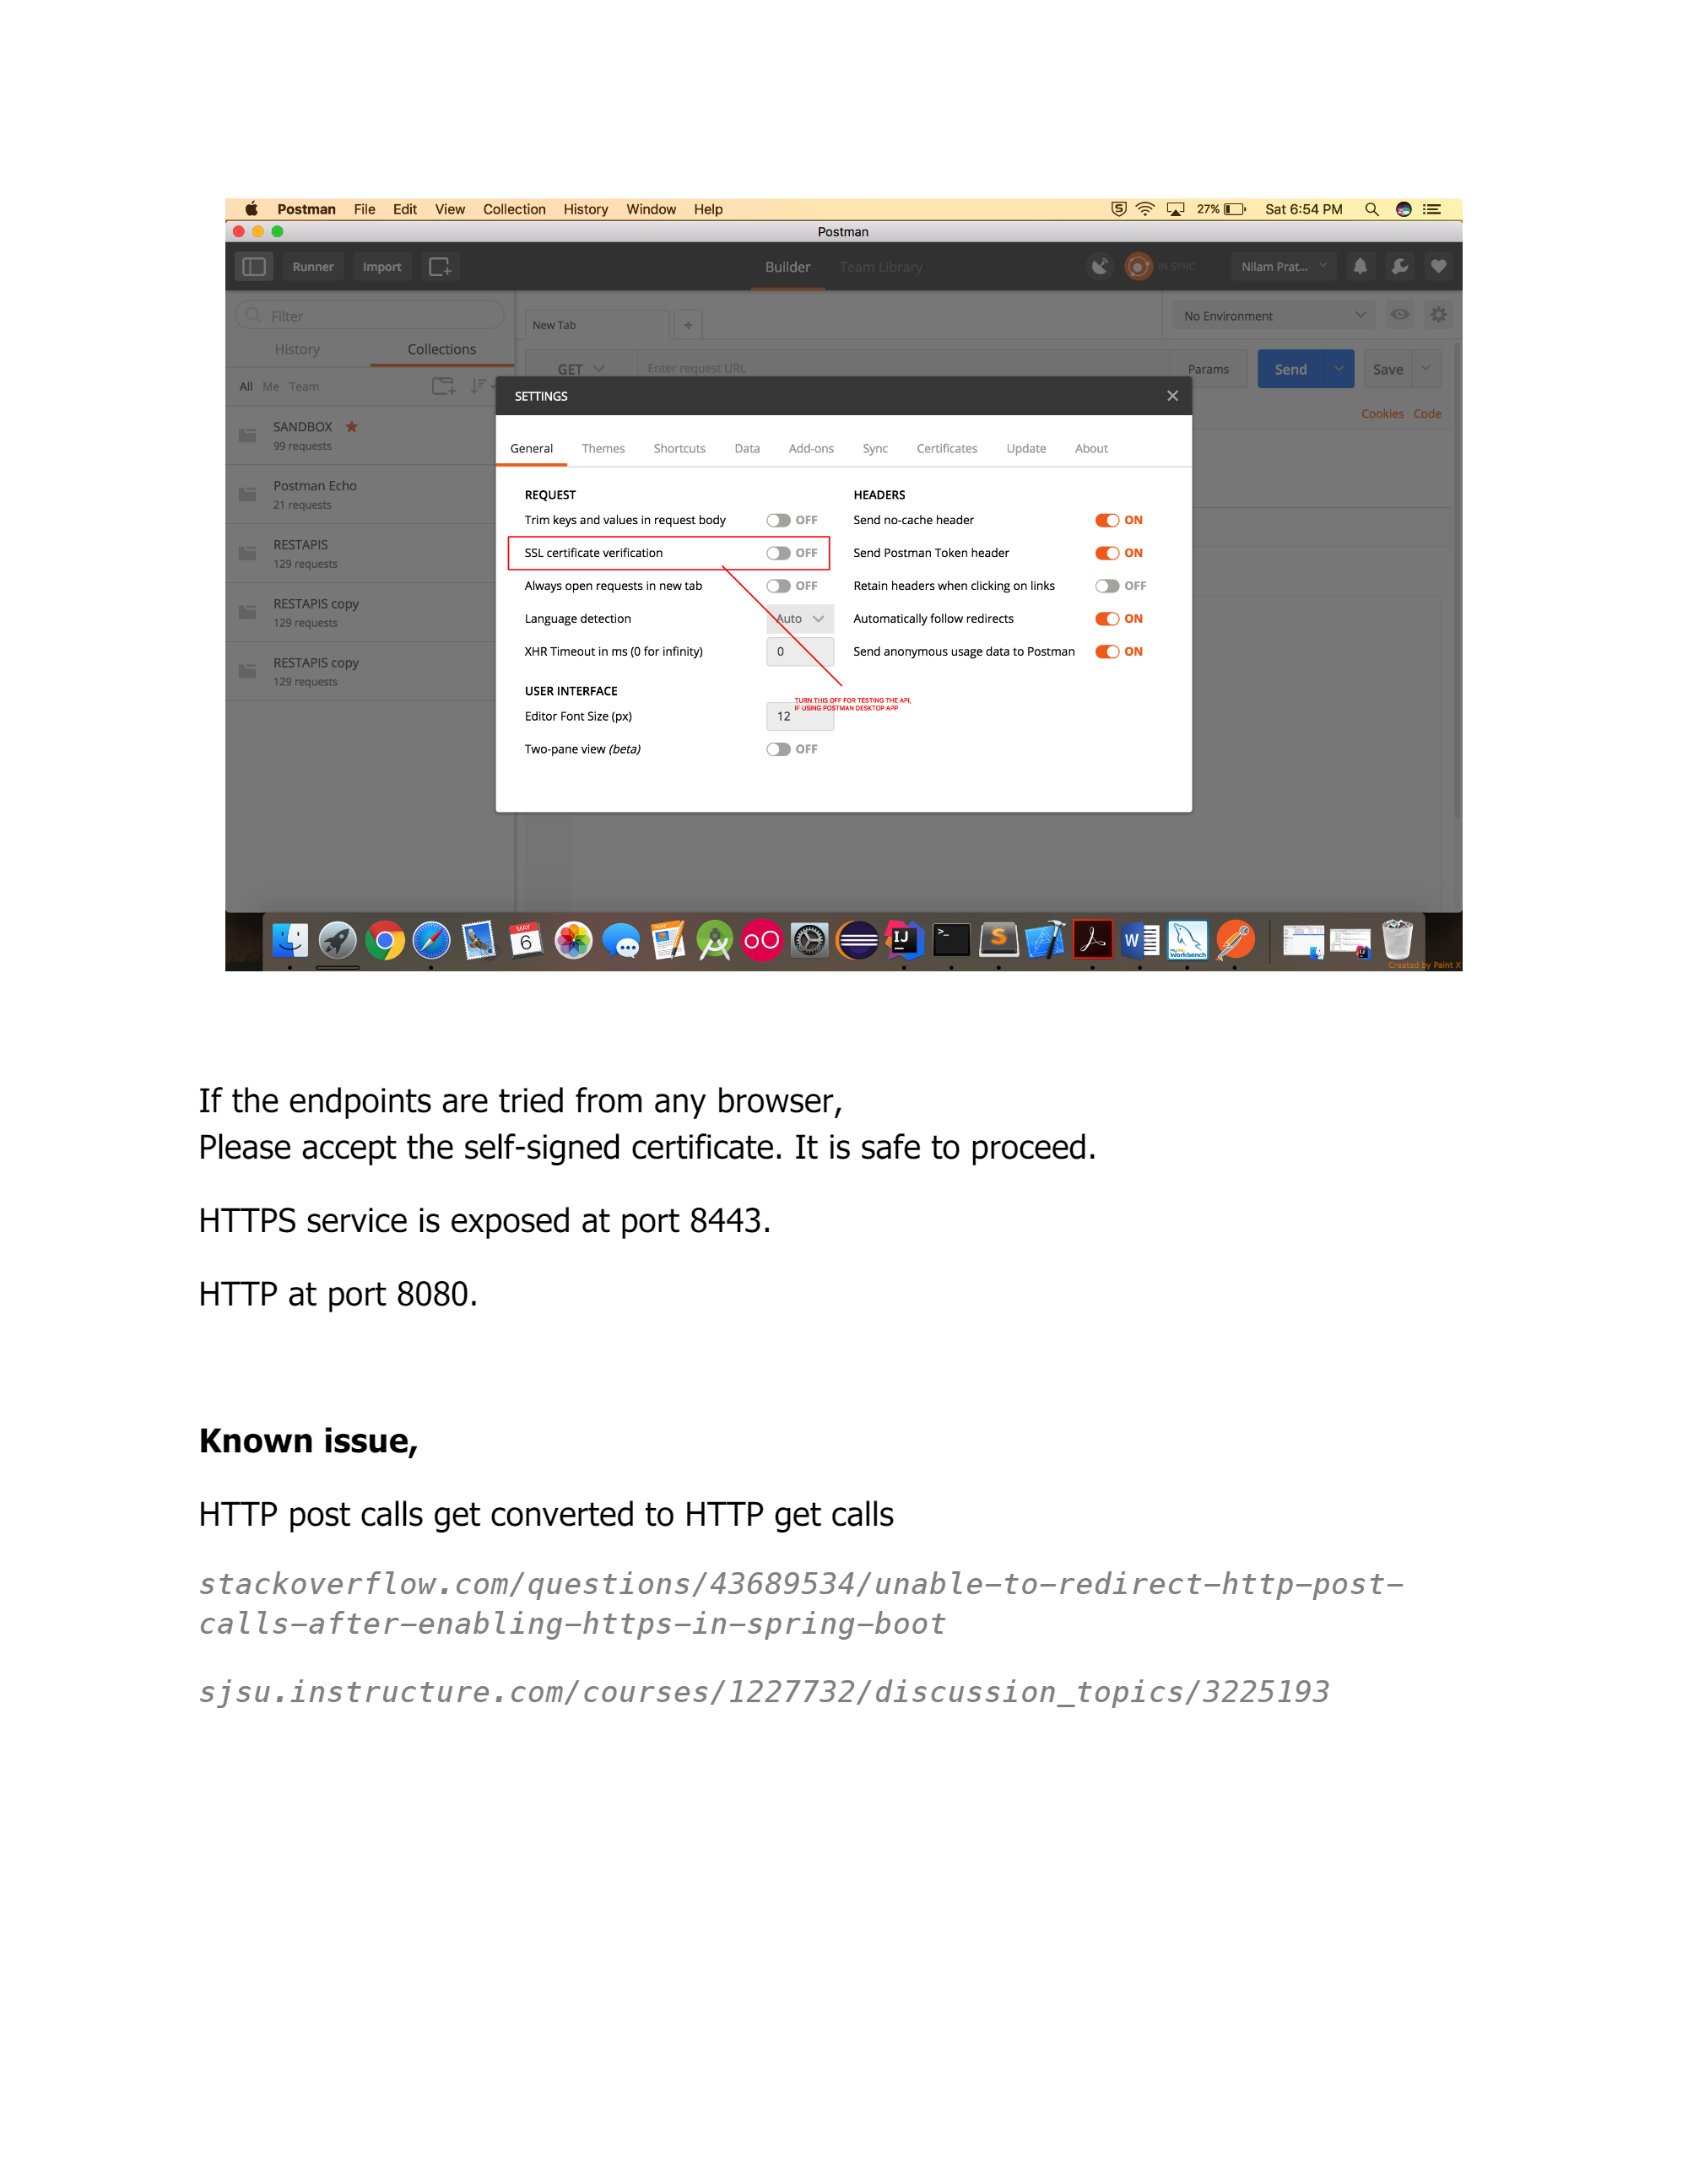 Postman File Edit View Collection History Window Help 27% Sat 6:54 PM
Postman
Runner Import Builder Team Library IN SYNC Nilam Prat...
Filter New Tab + No Environment
History Collections
GET Enter request URL Params Send Save
All Me Team
Cookies Code
SETTINGS
SANDBOX
99 requests
Postman Echo
21 requests
RESTAPIS
129 requests
RESTAPIS copy
129 requests
RESTAPIS copy
129 requests
General Themes Shortcuts Data Add-ons Sync Certificates Update About
REQUEST
Trim keys and values in request body OFF
SSL certificate verification OFF
Always open requests in new tab OFF
Language detection Auto
XHR Timeout in ms (0 for infinity) 0
USER INTERFACE
Editor Font Size (px) 12
Two-pane view (beta) OFF
HEADERS
Send no-cache header ON
Send Postman Token header ON
Retain headers when clicking on links OFF
Automatically follow redirects ON
Send anonymous usage data to Postman ON
TURN THIS OFF FOR TESTING THE API,
IF USING POSTMAN DESKTOP APP
MAY
6
IJ
S
W
Workbench
Created by Paint X
If the endpoints are tried from any browser,
Please accept the self-signed certificate. It is safe to proceed.
HTTPS service is exposed at port 8443.
HTTP at port 8080.
Known issue,
HTTP post calls get converted to HTTP get calls
stackoverflow.com/questions/43689534/unable-to-redirect-http-post-
calls-after-enabling-https-in-spring-boot
sjsu.instructure.com/courses/1227732/discussion_topics/3225193